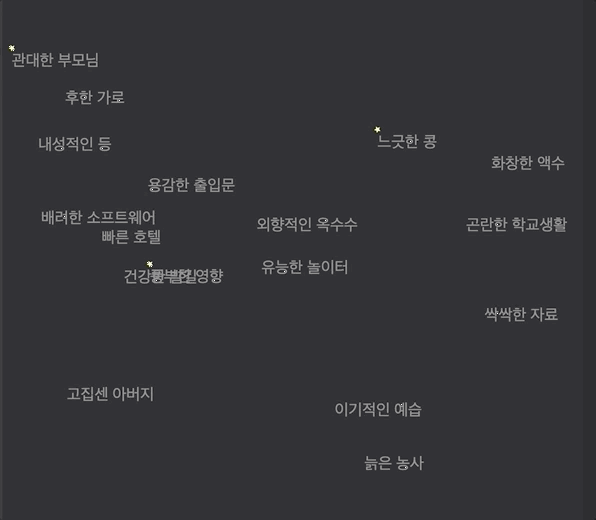 관대한 부모님
후한 가로
내성적인 등
느긋한 콩
화창한 액수
용감한 출입문
배려한 소프트웨어
외향적인 옥수수
곤란한 학교생활
빠른 호텔
유능한 놀이터
영향
싹싹한 자료
고집센 아버지
이기적인 예습
늙은 농사